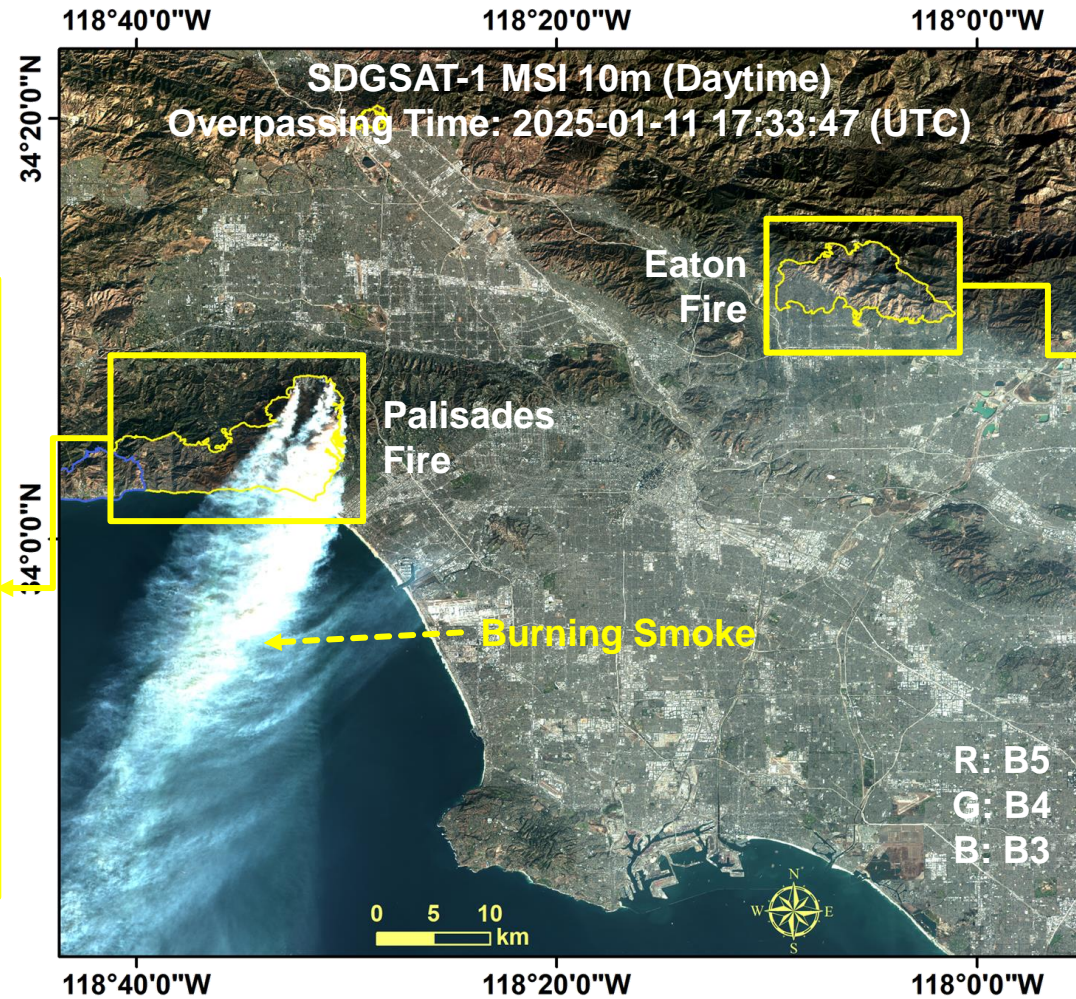 118°40'0"W 118°20'0"W 118°0'0"W
34°20'0"N
SDGSAT-1 MSI 10m (Daytime)
Overpassing Time: 2025-01-11 17:33:47 (UTC)
Eaton
Fire
Palisades
Fire
34°0'0"N
Burning Smoke
R: B5
G: B4
B: B3
N
W E
S
0 5 10
km
118°40'0"W 118°20'0"W 118°0'0"W